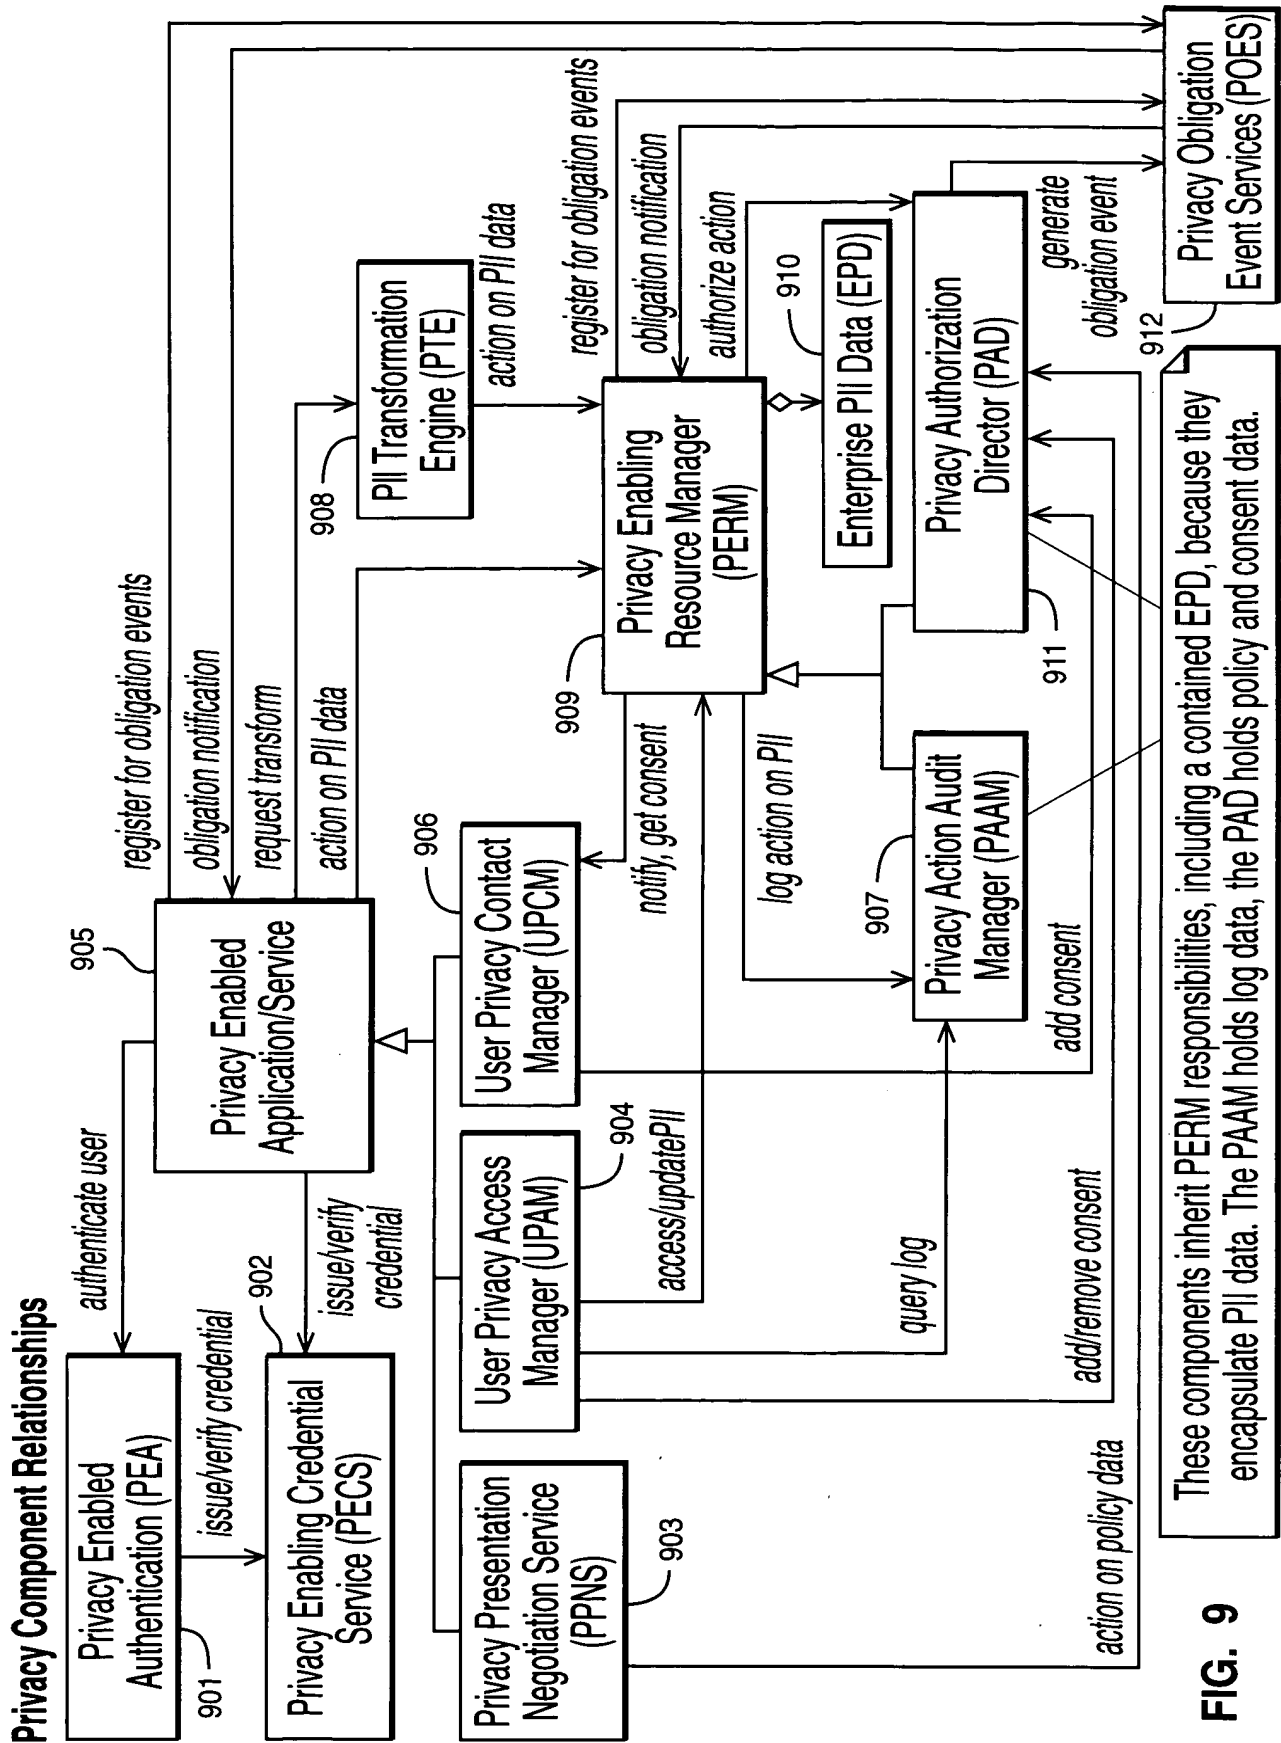 Privacy Component Relationships
Privacy Enabled
Authentication (PEA)
901
authenticate user
905
Privacy Enabled
Application/Service
register for obligation events
obligation notification
request transform
action on PII data
issue/verify credential
902
Privacy Enabling Credential
Service (PECS)
issue/verify
credential
908
PII Transformation
Engine (PTE)
action on PII data
Privacy Presentation
Negotiation Service
(PPNS)
903
User Privacy Access
Manager (UPAM)
904
User Privacy Contact
Manager (UPCM)
906
notify, get consent
access/updatePII
log action on PII
909
Privacy Enabling
Resource Manager
(PERM)
register for obligation events
obligation notification
authorize action
910
Enterprise PII Data (EPD)
query log
907
Privacy Action Audit
Manager (PAAM)
Privacy Authorization
Director (PAD)
911
generate
obligation event
add consent
add/remove consent
action on policy data
912
Privacy Obligation
Event Services (POES)
These components inherit PERM responsibilities, including a contained EPD, because they
encapsulate PII data. The PAAM holds log data, the PAD holds policy and consent data.
FIG. 9